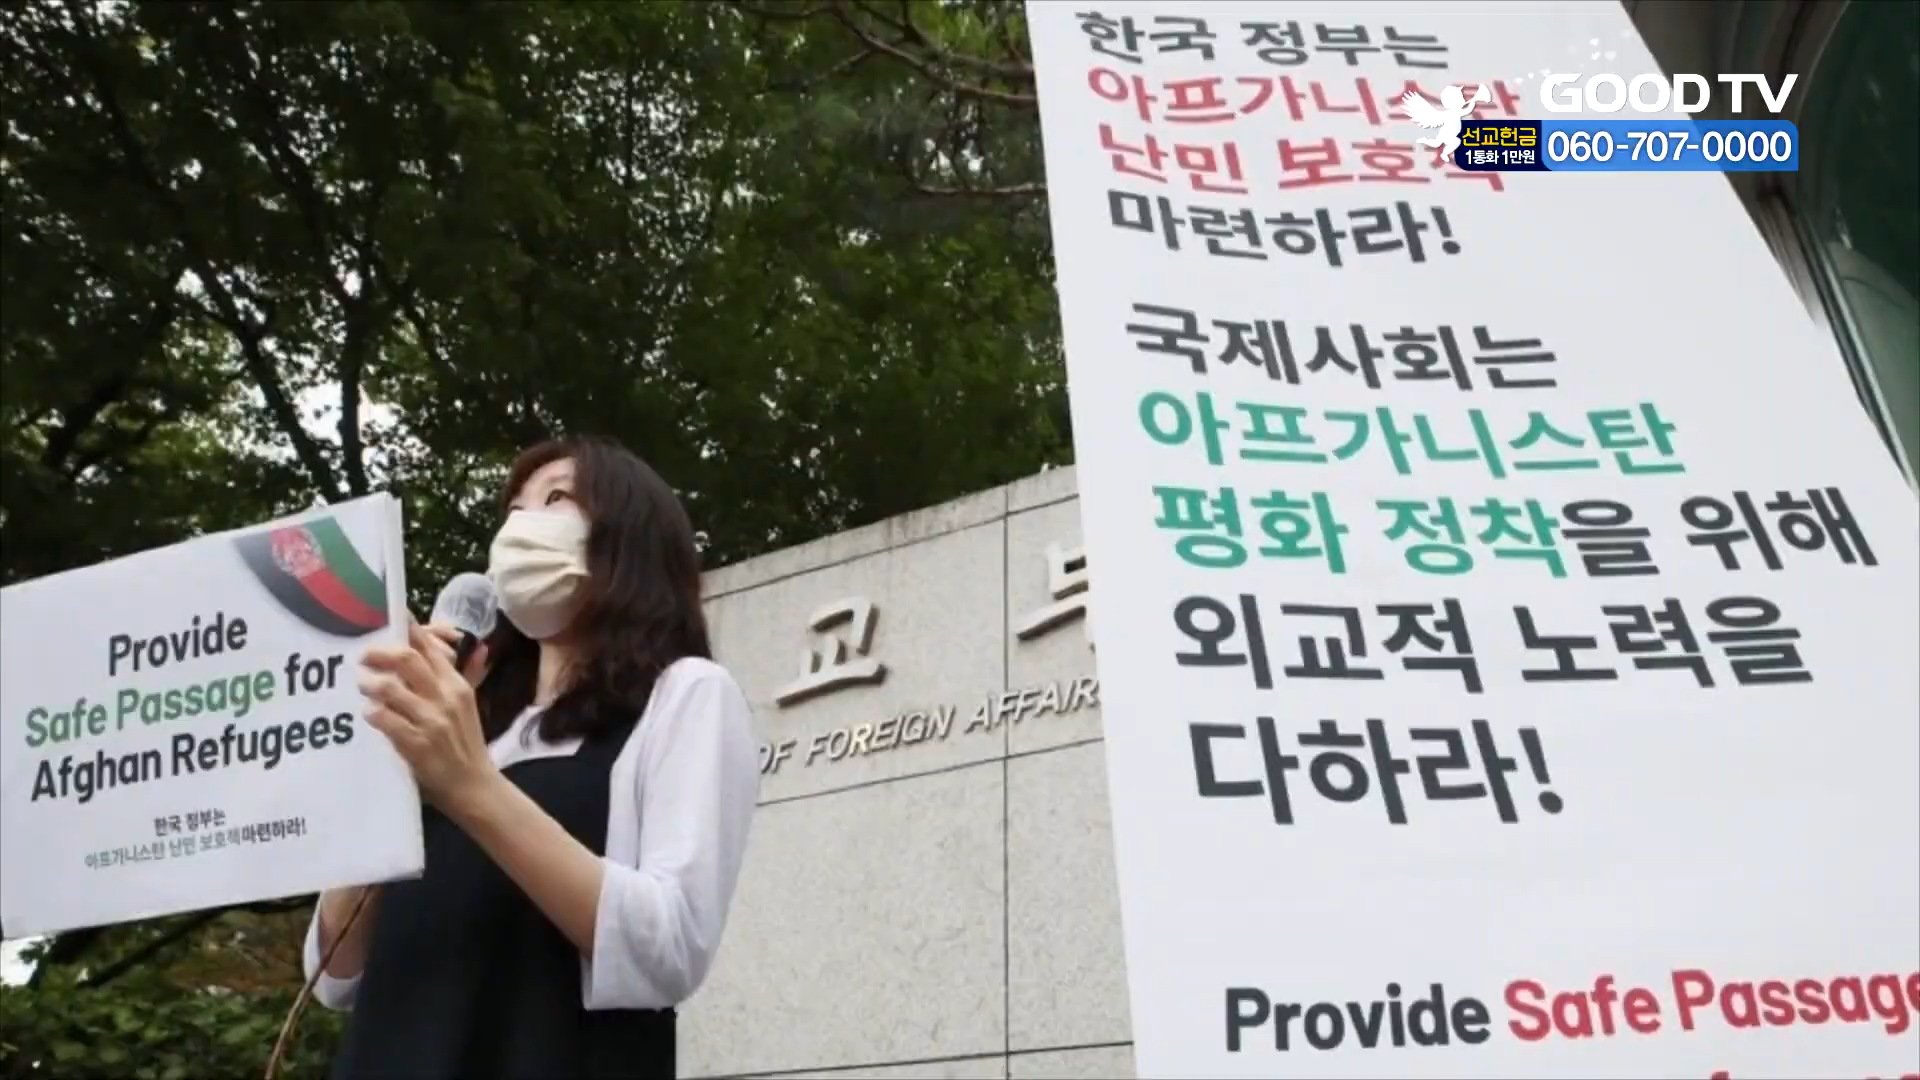 한국 정부는
아프가니스탄
난민 보호책
마련하라!
국제사회는
아프가니스탄
평화 정착을 위해
외교적 노력을
다하라!
Provide Safe Passage
GOOD TV
선교헌금
1통화 1만원
060-707-0000
Provide
Safe Passage for
Afghan Refugees
한국 정부는
아프가니스탄 난민 보호책 마련하라!
교
OF FOREIGN AFFAIR